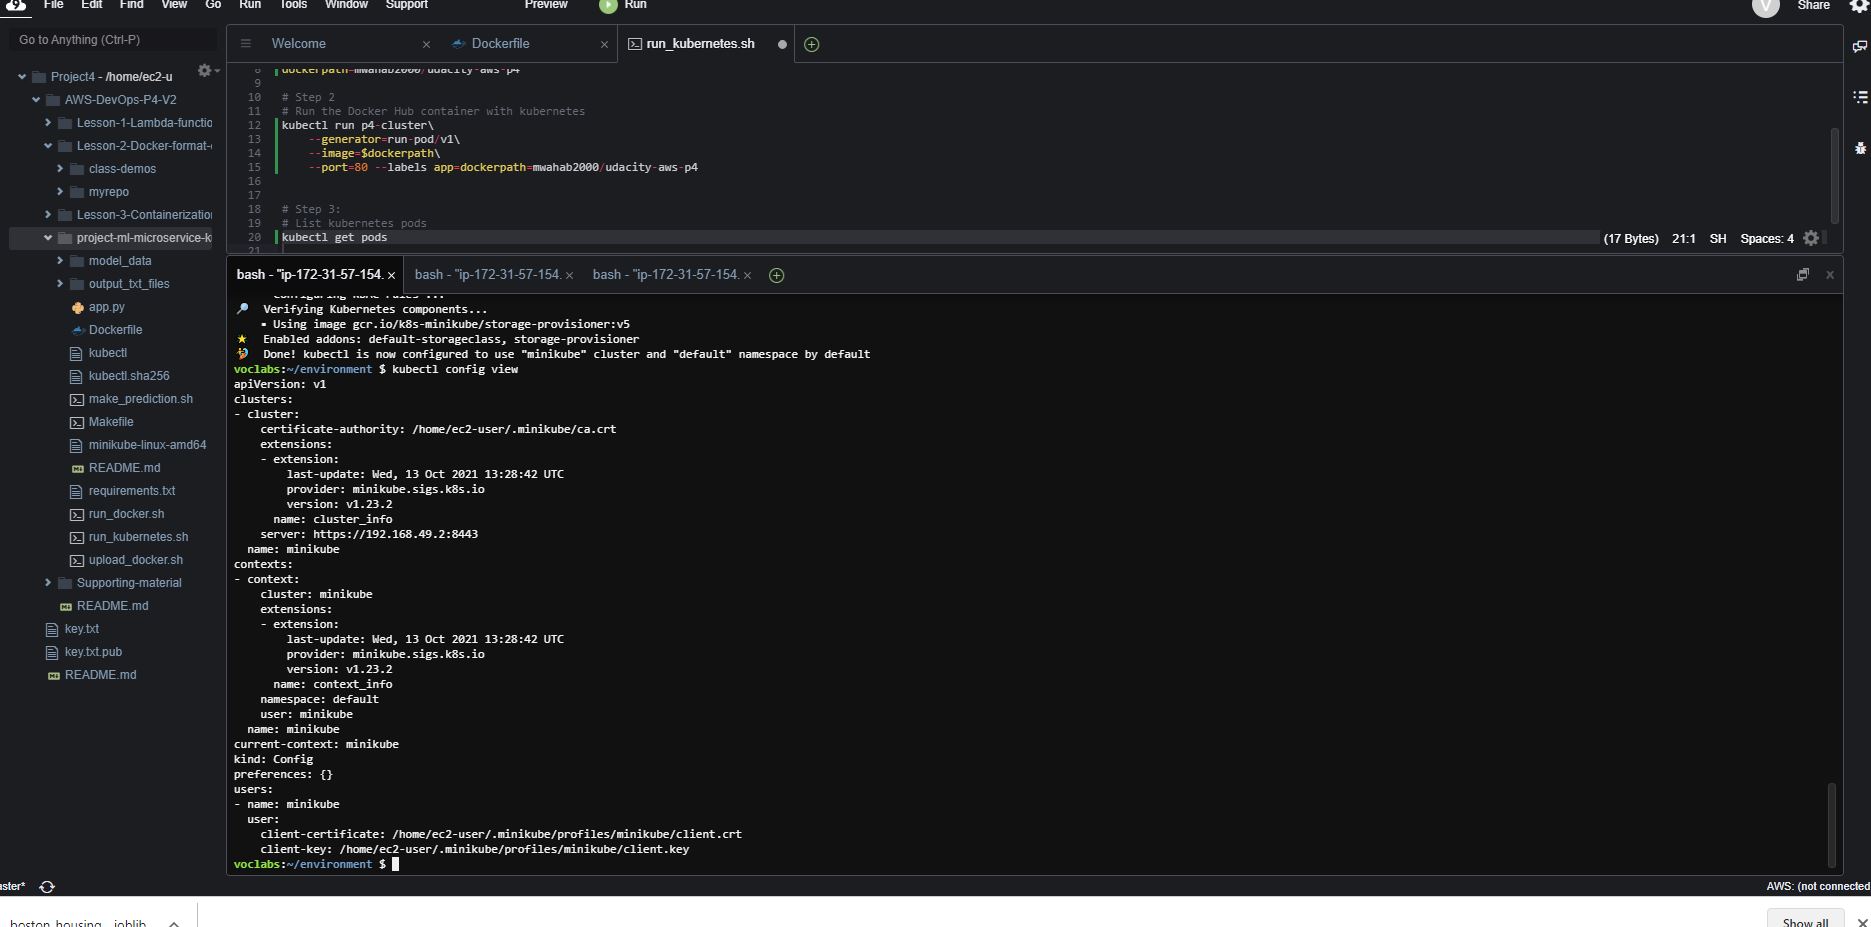 File Edit Find View Go Run Tools Window Support Preview Run
V Share
Go to Anything (Ctrl-P)
Welcome × Dockerfile × run_kubernetes.sh
Project4 - /home/ec2-u
AWS-DevOps-P4-V2
Lesson-1-Lambda-functio
Lesson-2-Docker-format-
class-demos
myrepo
Lesson-3-Containerization
project-ml-microservice-k
model_data
output_txt_files
app.py
Dockerfile
kubectl
kubectl.sha256
make_prediction.sh
Makefile
minikube-linux-amd64
README.md
requirements.txt
run_docker.sh
run_kubernetes.sh
upload_docker.sh
Supporting-material
README.md
key.txt
key.txt.pub
README.md
8 dockerpath=mwahab2000/udacity-aws-p4
9
10 # Step 2
11 # Run the Docker Hub container with kubernetes
12 kubectl run p4-cluster\
13 --generator=run-pod/v1\
14 --image=$dockerpath\
15 --port=80 --labels app=dockerpath=mwahab2000/udacity-aws-p4
16
17
18 # Step 3:
19 # List kubernetes pods
20 kubectl get pods
21
(17 Bytes) 21:1 SH Spaces: 4
bash - "ip-172-31-57-154. × bash - "ip-172-31-57-154. × bash - "ip-172-31-57-154. ×
Configuring RBAC rules ...
Verifying Kubernetes components...
▪ Using image gcr.io/k8s-minikube/storage-provisioner:v5
Enabled addons: default-storageclass, storage-provisioner
Done! kubectl is now configured to use "minikube" cluster and "default" namespace by default
voclabs:~/environment $ kubectl config view
apiVersion: v1
clusters:
- cluster:
certificate-authority: /home/ec2-user/.minikube/ca.crt
extensions:
- extension:
last-update: Wed, 13 Oct 2021 13:28:42 UTC
provider: minikube.sigs.k8s.io
version: v1.23.2
name: cluster_info
server: https://192.168.49.2:8443
name: minikube
contexts:
- context:
cluster: minikube
extensions:
- extension:
last-update: Wed, 13 Oct 2021 13:28:42 UTC
provider: minikube.sigs.k8s.io
version: v1.23.2
name: context_info
namespace: default
user: minikube
name: minikube
current-context: minikube
kind: Config
preferences: {}
users:
- name: minikube
user:
client-certificate: /home/ec2-user/.minikube/profiles/minikube/client.crt
client-key: /home/ec2-user/.minikube/profiles/minikube/client.key
voclabs:~/environment $
aster* AWS: (not connected
boston_housing_ joblib Show all ×